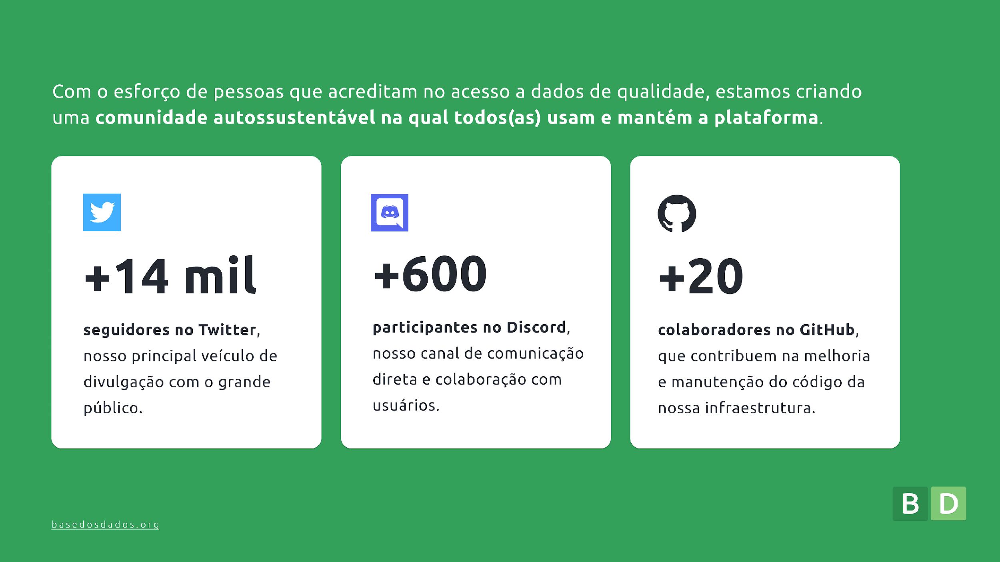 Com o esforço de pessoas que acreditam no acesso a dados de qualidade, estamos criando
uma comunidade autossustentável na qual todos(as) usam e mantém a plataforma.
+14 mil
seguidores no Twitter,
nosso principal veículo de
divulgação com o grande
público.
+600
participantes no Discord,
nosso canal de comunicação
direta e colaboração com
usuários.
+20
colaboradores no GitHub,
que contribuem na melhoria
e manutenção do código da
nossa infraestrutura.
basedosdados.org
BD